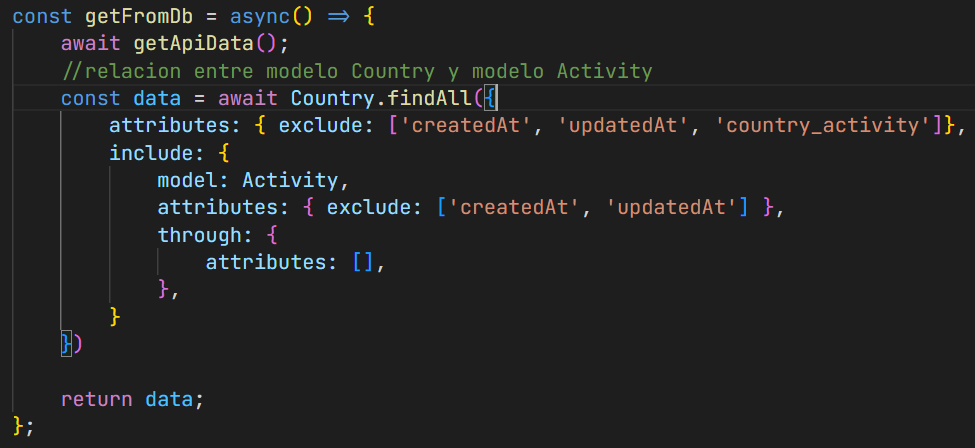 const getFromDb = async() => {
await getApiData();
//relacion entre modelo Country y modelo Activity
const data = await Country.findAll({
attributes: { exclude: ['createdAt', 'updatedAt', 'country_activity']},
include: {
model: Activity,
attributes: { exclude: ['createdAt', 'updatedAt'] },
through: {
attributes: [],
},
}
})
return data;
};